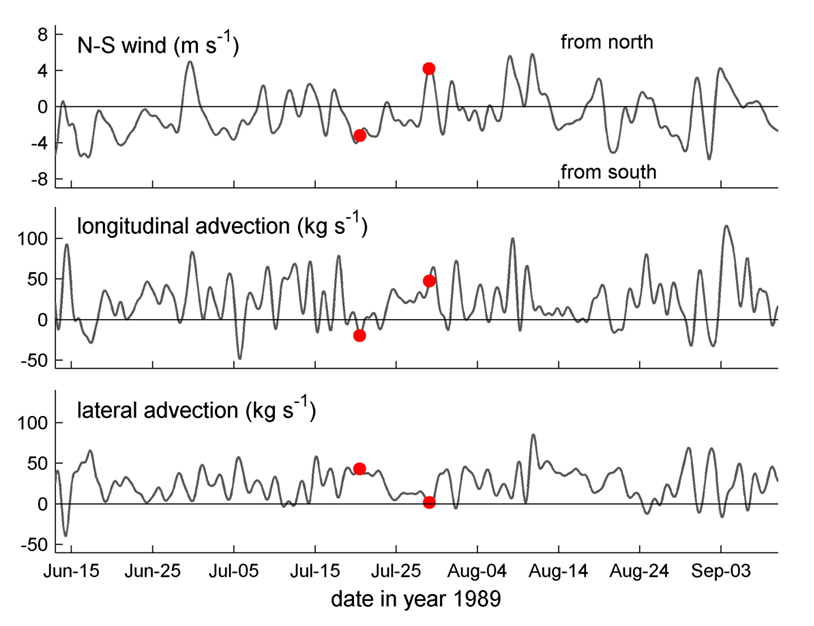 N-S wind (m s-1)
from north
8
4
0
-4
-8
from south
longitudinal advection (kg s-1)
100
50
0
-50
lateral advection (kg s-1)
100
50
0
-50
Jun-15 Jun-25 Jul-05 Jul-15 Jul-25 Aug-04 Aug-14 Aug-24 Sep-03
date in year 1989